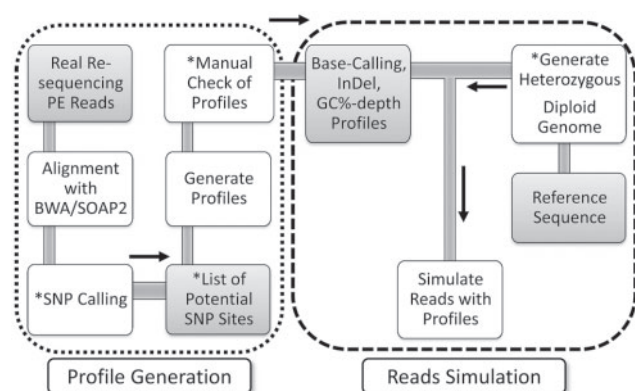 Real Re-
sequencing
PE Reads
Alignment
with
BWA/SOAP2
*SNP Calling
*List of
Potential
SNP Sites
Generate
Profiles
*Manual
Check of
Profiles
Base-Calling,
InDel,
GC%-depth
Profiles
*Generate
Heterozygous
Diploid
Genome
Reference
Sequence
Simulate
Reads with
Profiles
Profile Generation
Reads Simulation